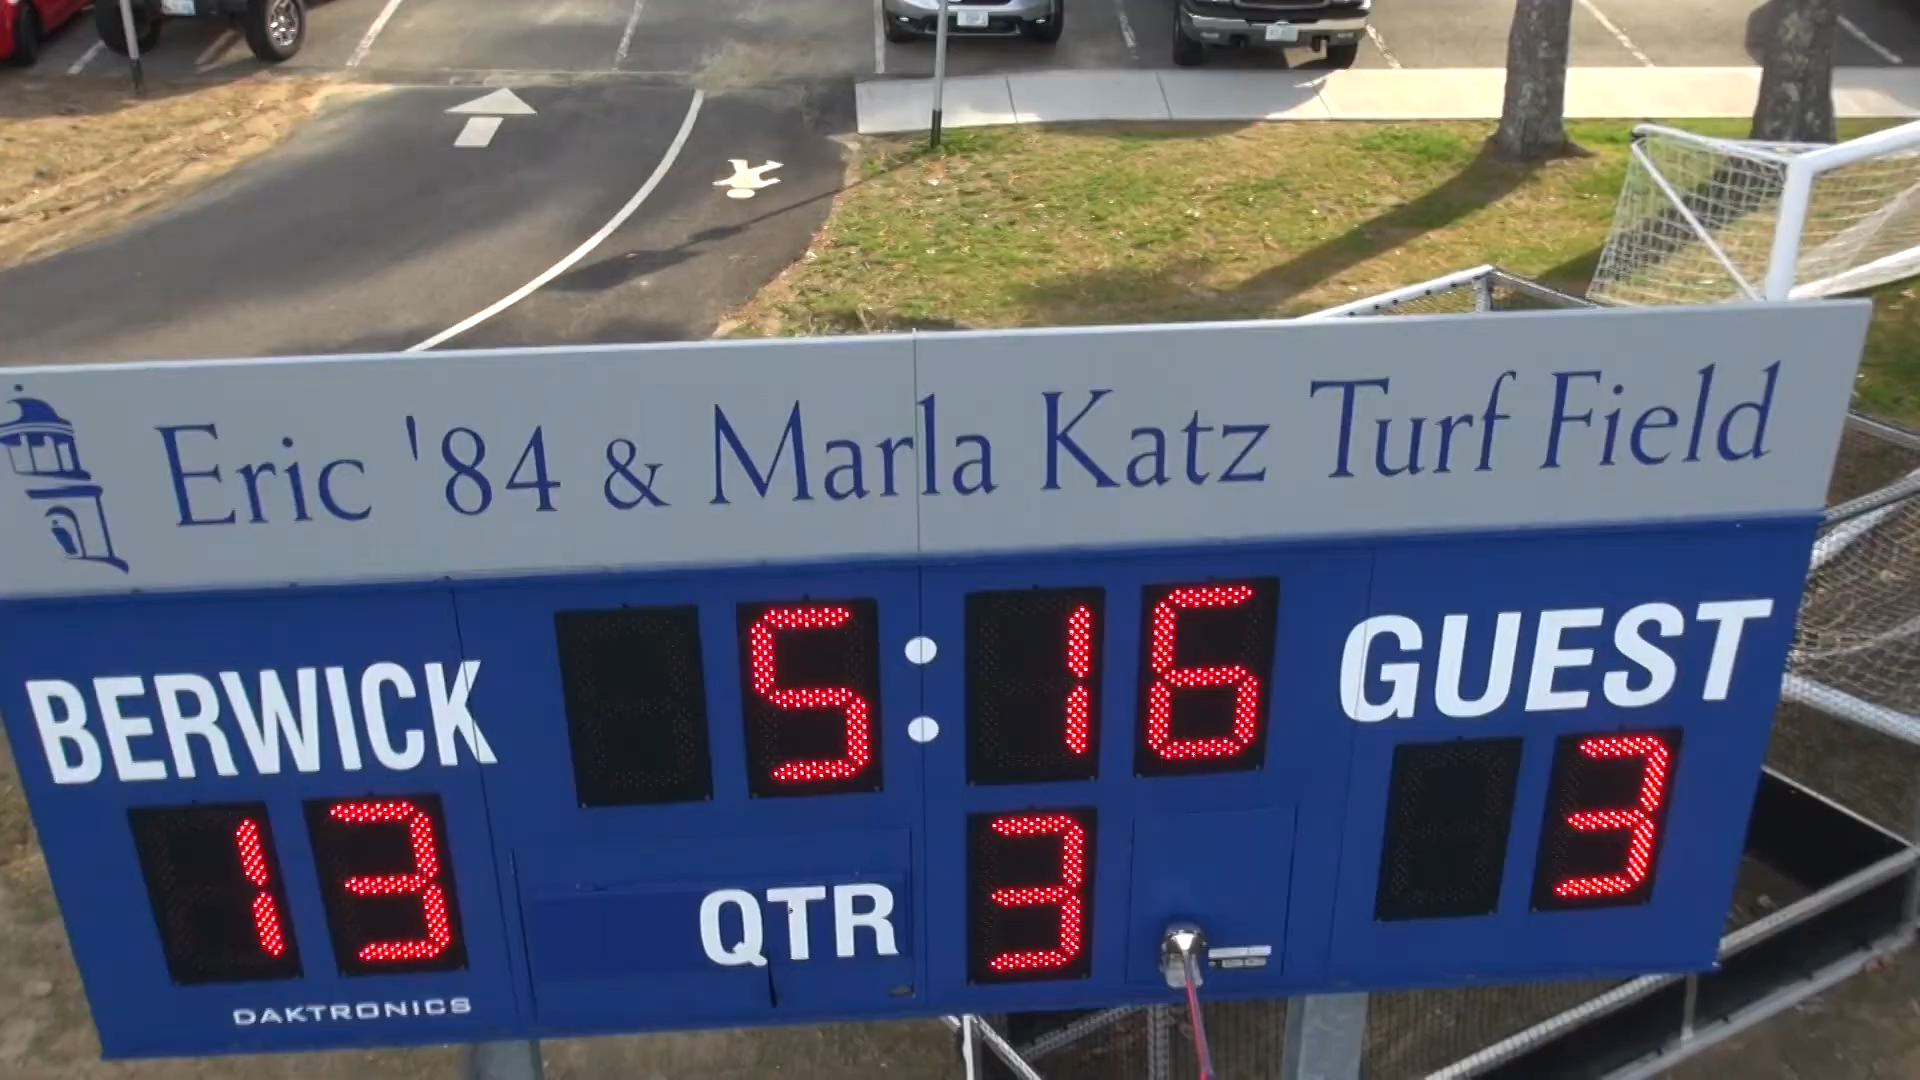 Eric '84 & Marla Katz Turf Field
5:16
BERWICK
GUEST
13
QTR 3
3
DAKTRONICS